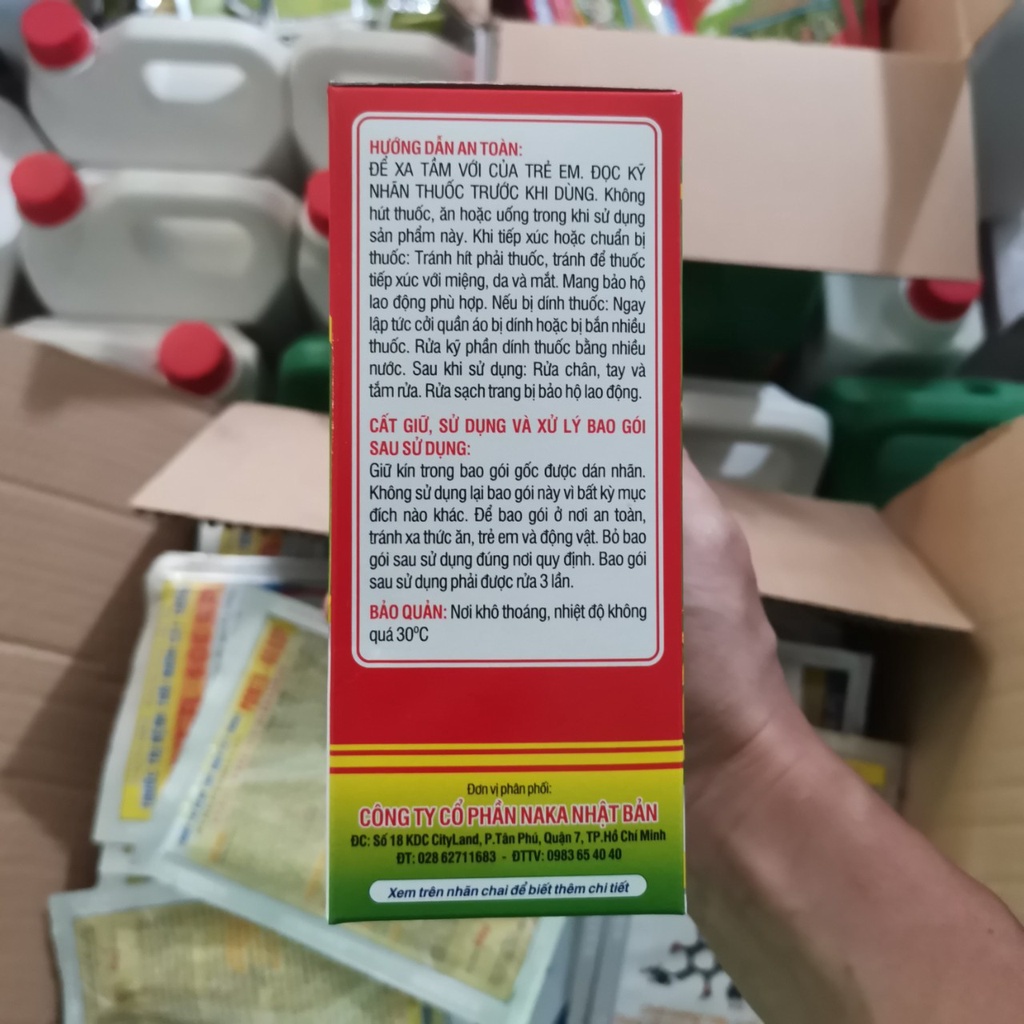 HƯỚNG DẪN AN TOÀN:
ĐỂ XA TẦM VỚI CỦA TRẺ EM. ĐỌC KỸ
NHÃN THUỐC TRƯỚC KHI DÙNG. Không
hút thuốc, ăn hoặc uống trong khi sử dụng
sản phẩm này. Khi tiếp xúc hoặc chuẩn bị
thuốc: Tránh hít phải thuốc, tránh để thuốc
tiếp xúc với miệng, da và mắt. Mang bảo hộ
lao động phù hợp. Nếu bị dính thuốc: Ngay
lập tức cởi quần áo bị dính hoặc bị bắn nhiều
thuốc. Rửa kỹ phần dính thuốc bằng nhiều
nước. Sau khi sử dụng: Rửa chân, tay và
tắm rửa. Rửa sạch trang bị bảo hộ lao động.
CẤT GIỮ, SỬ DỤNG VÀ XỬ LÝ BAO GÓI
SAU SỬ DỤNG:
Giữ kín trong bao gói gốc được dán nhãn.
Không sử dụng lại bao gói này vì bất kỳ mục
đích nào khác. Để bao gói ở nơi an toàn,
tránh xa thức ăn, trẻ em và động vật. Bỏ bao
gói sau sử dụng đúng nơi quy định. Bao gói
sau sử dụng phải được rửa 3 lần.
BẢO QUẢN: Nơi khô thoáng, nhiệt độ không
quá 30ºC
Đơn vị phân phối:
CÔNG TY CỔ PHẦN NAKA NHẬT BẢN
ĐC: Số 18 KDC CityLand, P.Tân Phú, Quận 7, TP.Hồ Chí Minh
ĐT: 028 62711683 - ĐTTV: 0983 65 40 40
Xem trên nhãn chai để biết thêm chi tiết